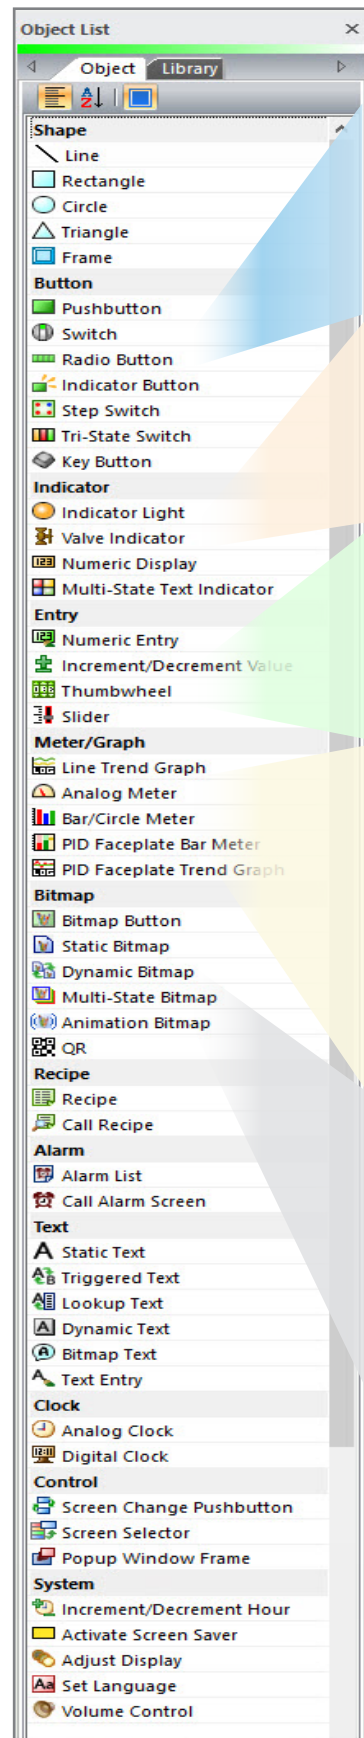 Object List
Object Library
Shape
Line
Rectangle
Circle
Triangle
Frame
Button
Pushbutton
Switch
Radio Button
Indicator Button
Step Switch
Tri-State Switch
Key Button
Indicator
Indicator Light
Valve Indicator
Numeric Display
Multi-State Text Indicator
Entry
Numeric Entry
Increment/Decrement Value
Thumbwheel
Slider
Meter/Graph
Line Trend Graph
Analog Meter
Bar/Circle Meter
PID Faceplate Bar Meter
PID Faceplate Trend Graph
Bitmap
Bitmap Button
Static Bitmap
Dynamic Bitmap
Multi-State Bitmap
Animation Bitmap
QR
Recipe
Recipe
Call Recipe
Alarm
Alarm List
Call Alarm Screen
Text
Static Text
Triggered Text
Lookup Text
Dynamic Text
Bitmap Text
Text Entry
Clock
Analog Clock
Digital Clock
Control
Screen Change Pushbutton
Screen Selector
Popup Window Frame
System
Increment/Decrement Hour
Activate Screen Saver
Adjust Display
Set Language
Volume Control